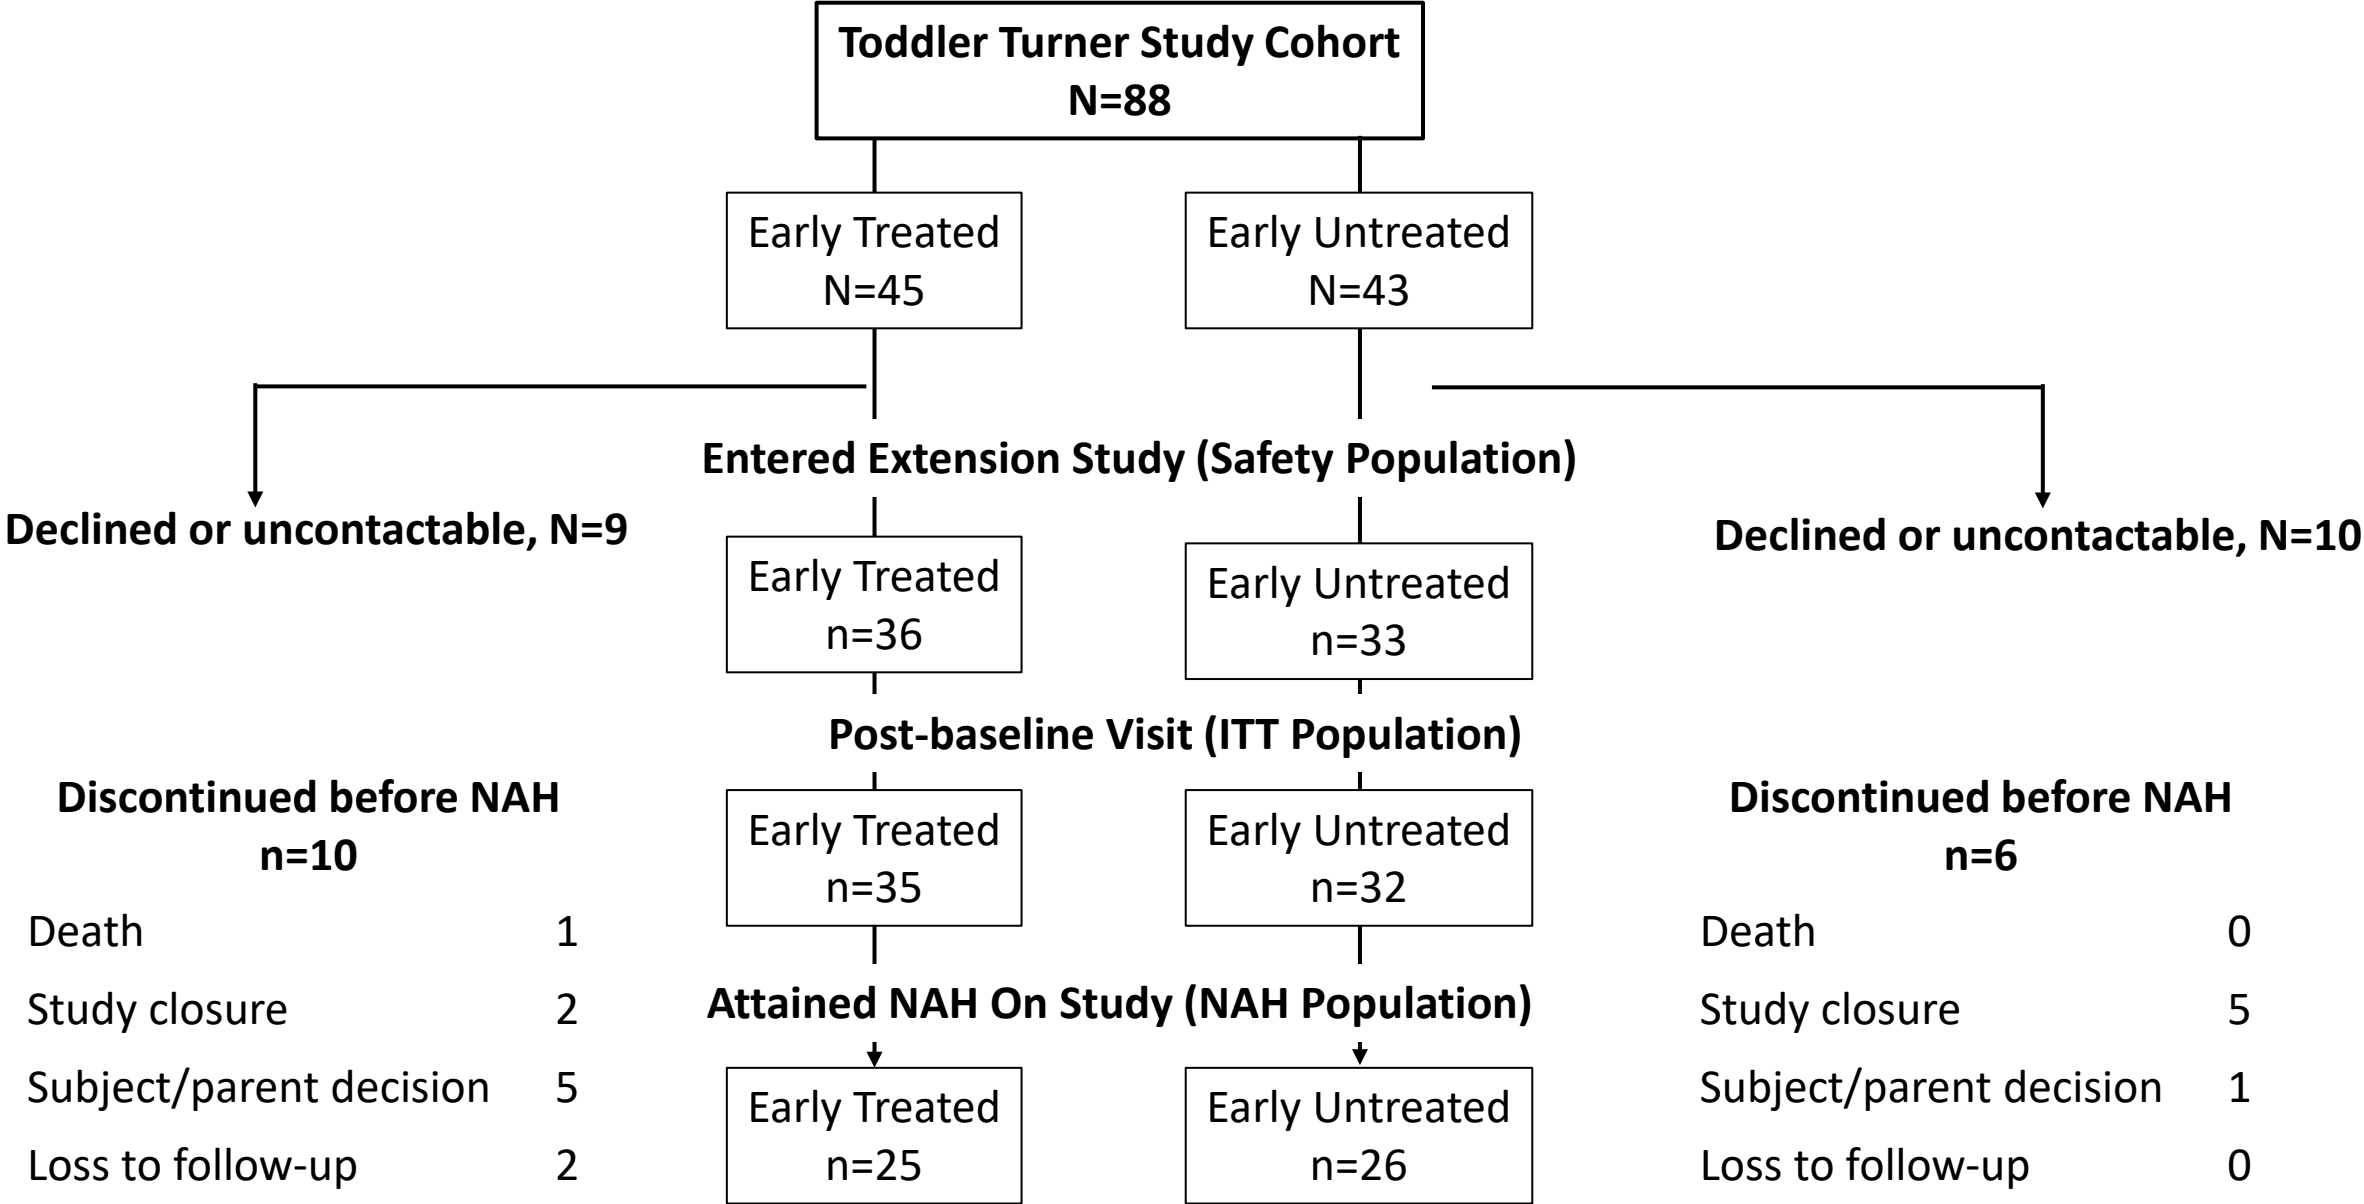 Toddler Turner Study Cohort
N=88
Early Treated
N=45
Early Untreated
N=43
Entered Extension Study (Safety Population)
Declined or uncontactable, N=9
Declined or uncontactable, N=10
Early Treated
n=36
Early Untreated
n=33
Post-baseline Visit (ITT Population)
Discontinued before NAH
n=10
Death 1
Study closure 2
Subject/parent decision 5
Loss to follow-up 2
Early Treated
n=35
Early Untreated
n=32
Discontinued before NAH
n=6
Death 0
Study closure 5
Subject/parent decision 1
Loss to follow-up 0
Attained NAH On Study (NAH Population)
Early Treated
n=25
Early Untreated
n=26